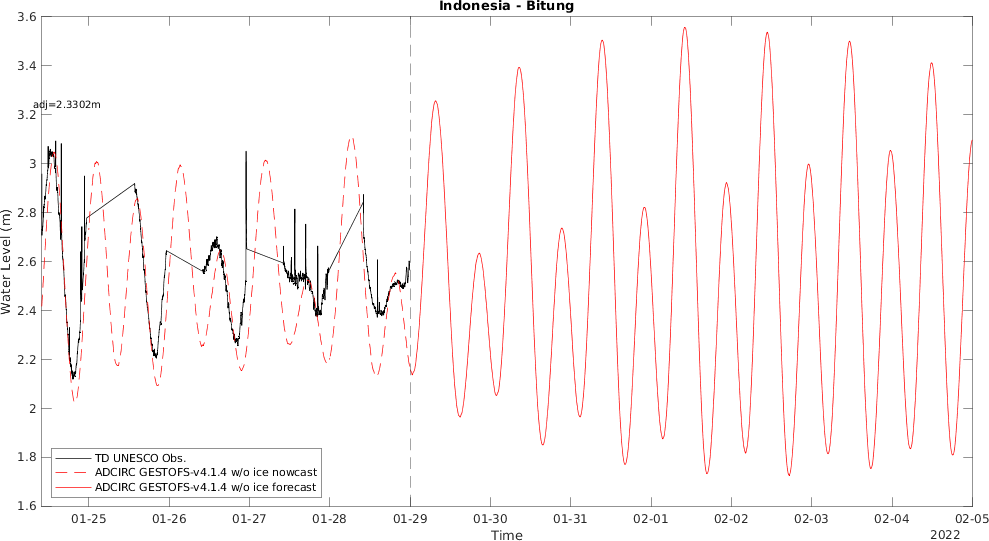 Indonesia - Bitung
3.6
3.4
3.2
3
2.8
2.6
2.4
2.2
2
1.8
1.6
Water Level (m)
adj=2.3302m
TD UNESCO Obs.
ADCIRC GESTOFS-v4.1.4 w/o ice nowcast
ADCIRC GESTOFS-v4.1.4 w/o ice forecast
01-25 01-26 01-27 01-28 01-29 01-30 01-31 02-01 02-02 02-03 02-04 02-05
Time
2022